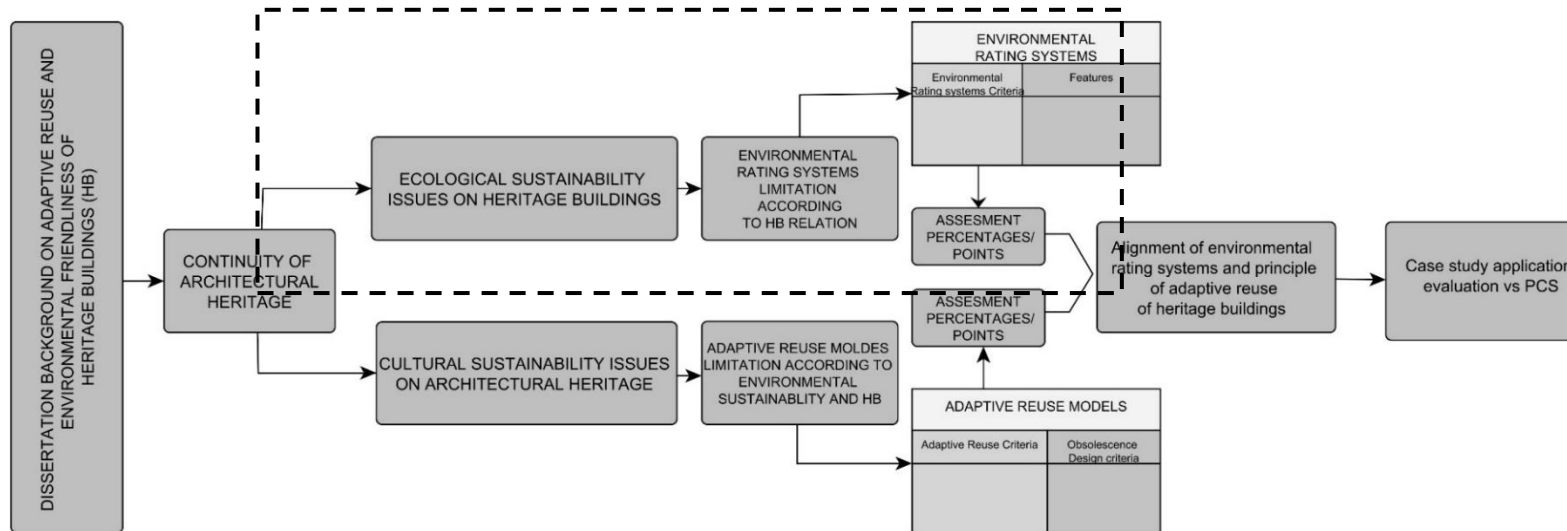 DISSERTATION BACKGROUND ON ADAPTIVE REUSE AND
ENVIRONMENTAL FRIENDLINESS OF
HERITAGE BUILDINGS (HB)
CONTINUITY OF
ARCHITECTURAL
HERITAGE
ECOLOGICAL SUSTAINABILITY
ISSUES ON HERITAGE BUILDINGS
ENVIRONMENTAL
RATING SYSTEMS
LIMITATION
ACCORDING
TO HB RELATION
ENVIRONMENTAL
RATING SYSTEMS
Environmental
Rating systems Criteria
Features
ASSESMENT
PERCENTAGES/
POINTS
CULTURAL SUSTAINABILITY ISSUES
ON ARCHITECTURAL HERITAGE
ADAPTIVE REUSE MOLDES
LIMITATION ACCORDING TO
ENVIRONMENTAL
SUSTAINABLITY AND HB
ADAPTIVE REUSE MODELS
Adaptive Reuse Criteria
Obsolescence
Design criteria
ASSESMENT
PERCENTAGES/
POINTS
Alignment of environmental
rating systems and principle
of adaptive reuse
of heritage buildings
Case study application
evaluation vs PCS